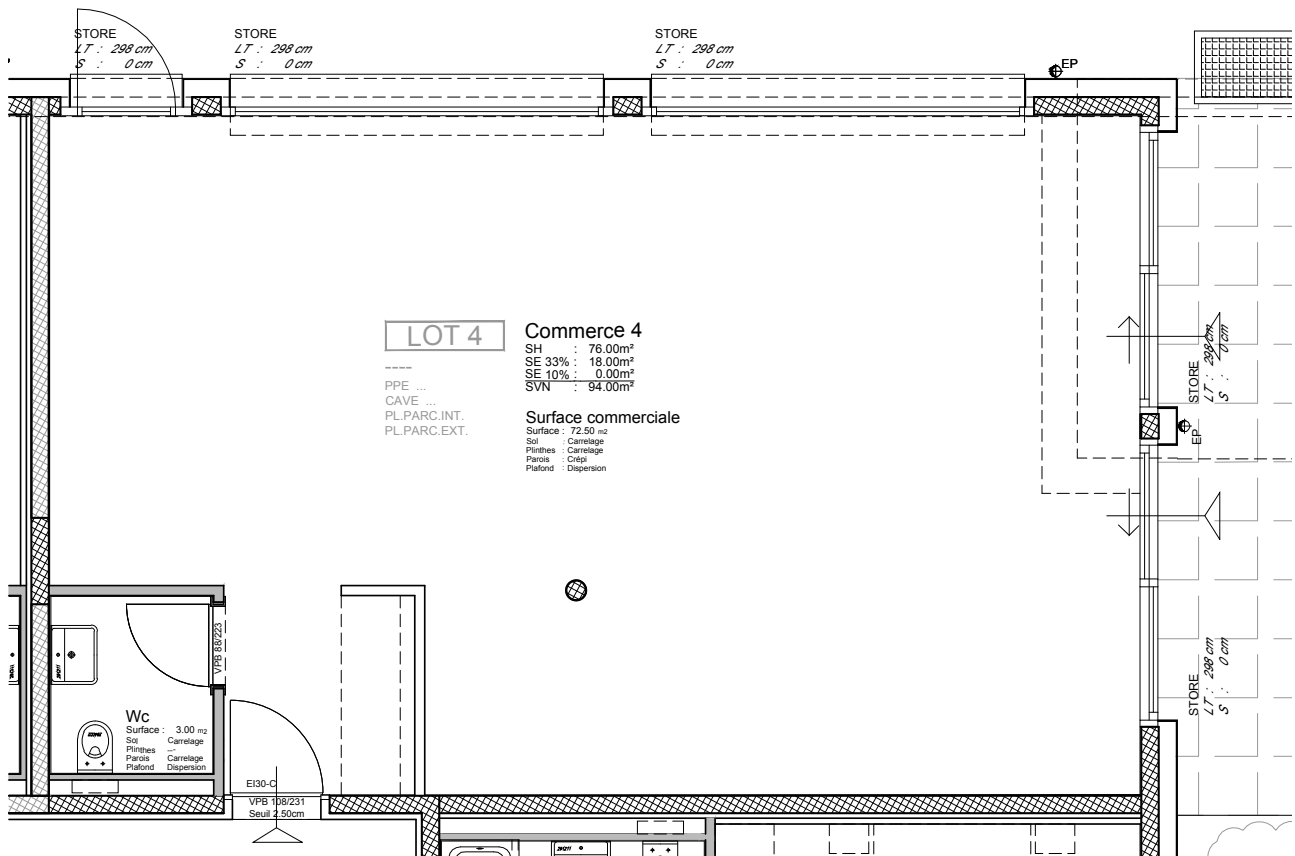 STORE
LT : 298 cm
S : 0 cm
STORE
LT : 298 cm
S : 0 cm
STORE
LT : 298 cm
S : 0 cm
EP
LOT 4
----
PPE ...
CAVE ...
PL.PARC.INT.
PL.PARC.EXT.
Commerce 4
SH : 76.00m²
SE 33% : 18.00m²
SE 10% : 0.00m²
SVN : 94.00m²
Surface commerciale
Surface : 72.50 m2
Sol : Carrelage
Plinthes : Carrelage
Parois : Crépi
Plafond : Dispersion
STORE
LT : 298 cm
S : 0 cm
EP
STORE
LT : 298 cm
S : 0 cm
VPB 88/223
Wc
Surface : 3.00 m2
Sol Carrelage
Plinthes ---
Parois Carrelage
Plafond Dispersion
EI30-C
VPB 108/231
Seuil 2.50cm